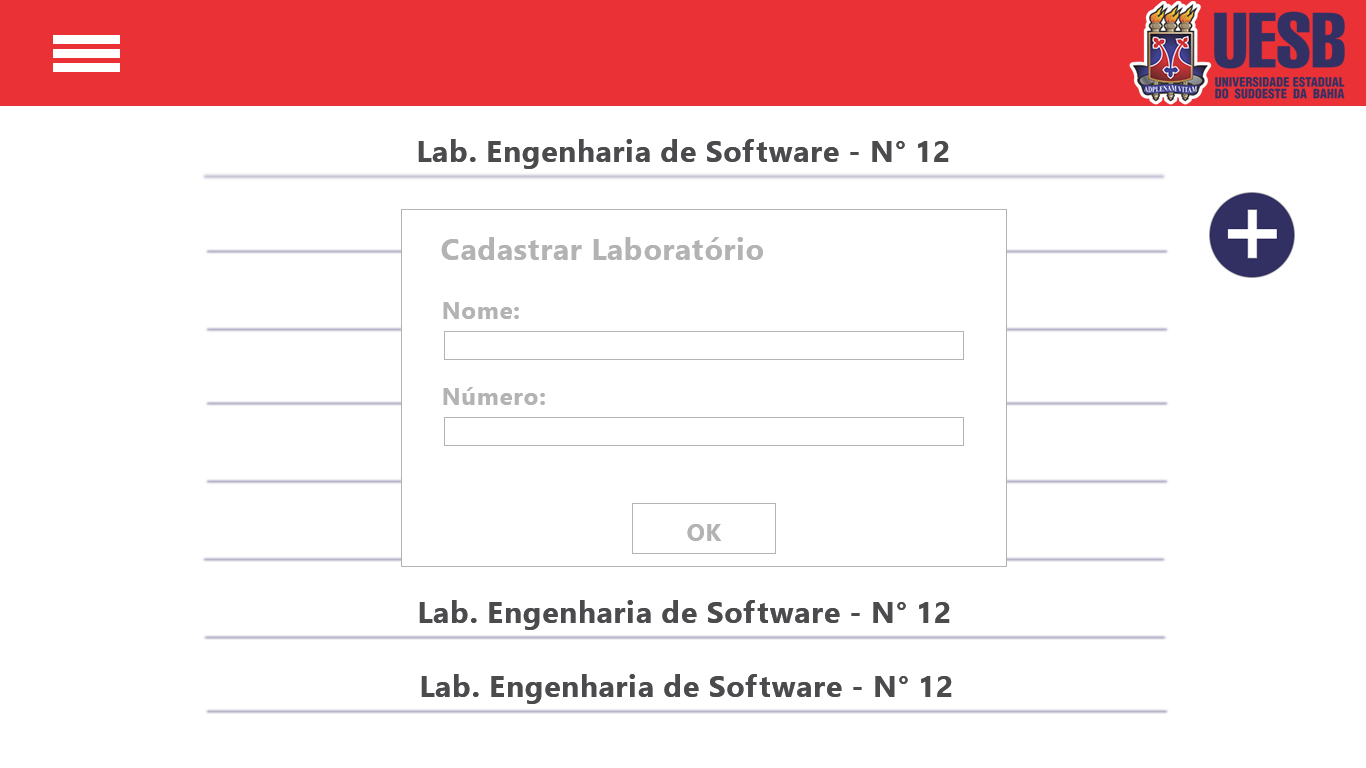 UESB
UNIVERSIDADE ESTADUAL
DO SUDOESTE DA BAHIA
ADPLENAM VITAM
Lab. Engenharia de Software - N° 12
Cadastrar Laboratório
Nome:
Número:
OK
Lab. Engenharia de Software - N° 12
Lab. Engenharia de Software - N° 12